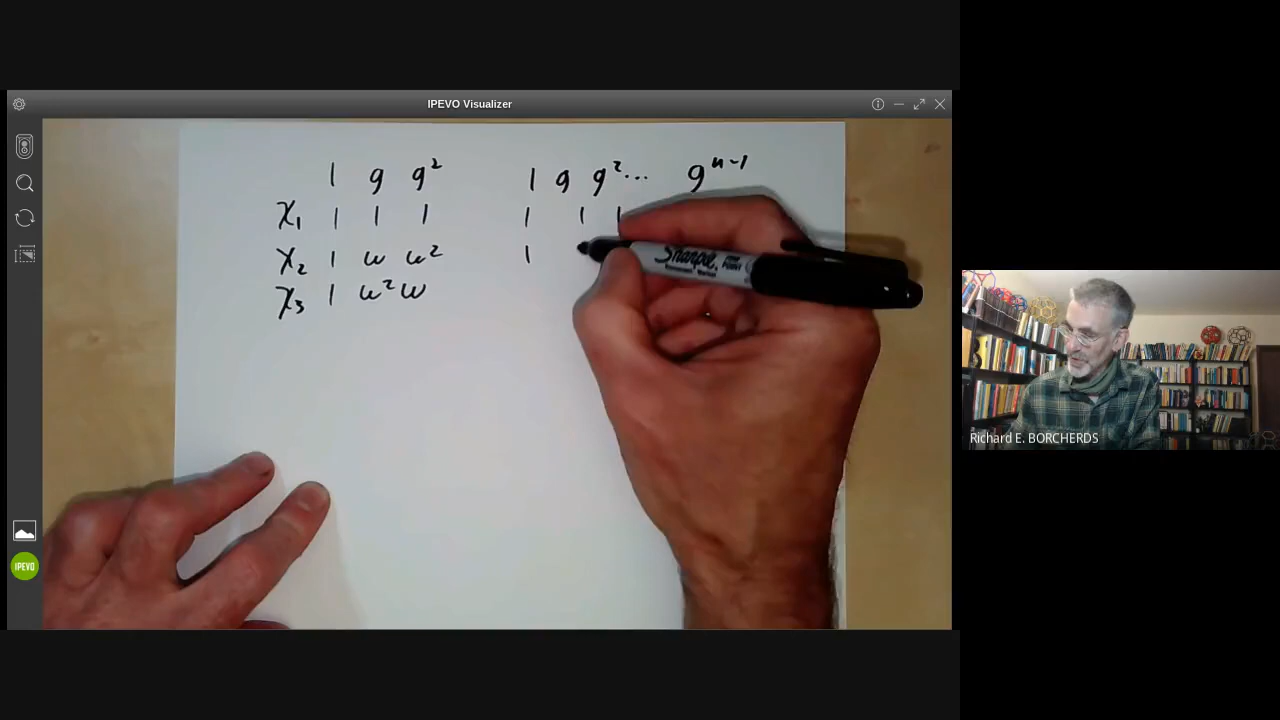 IPEVO Visualizer
1 g g² 1 g g² ... gⁿ⁻¹
χ₁ 1 1 1 1 1 1
χ₂ 1 ω ω² 1
χ₃ 1 ω² ω
Sharpie.
Richard E. BORCHERDS
IPEVO